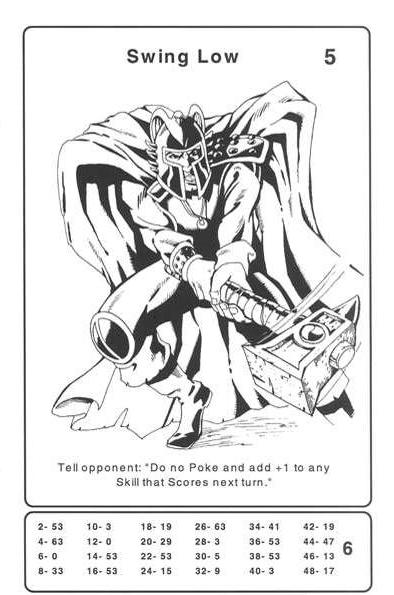 Swing Low 5
Tell opponent: "Do no Poke and add +1 to any
Skill that Scores next turn."
2- 53 10- 3 18- 19 26- 63 34- 41 42- 19
4- 63 12- 0 20- 29 28- 3 36- 53 44- 47
6- 0 14- 53 22- 53 30- 5 38- 53 46- 13
8- 33 16- 53 24- 15 32- 9 40- 3 48- 17
6